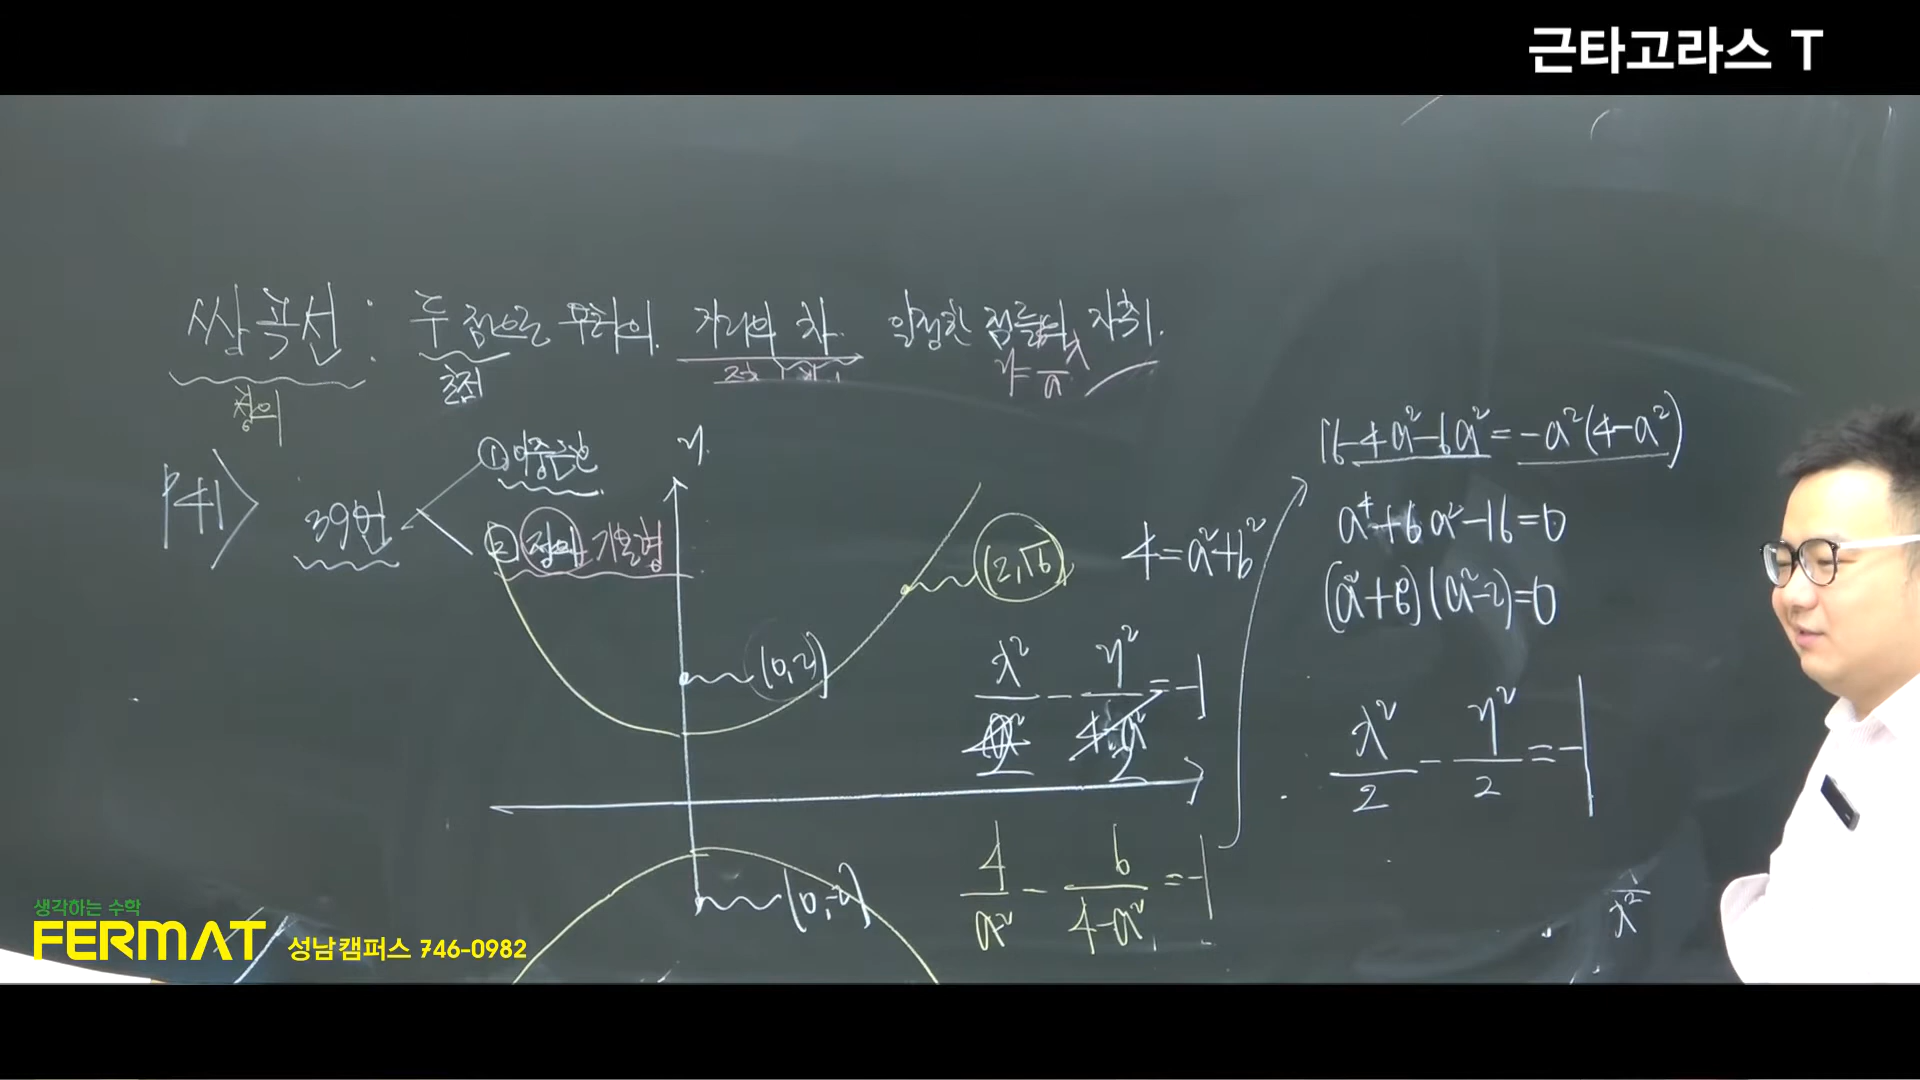 근타고라스 T
쌍곡선 : 두 점으로 부터의 거리의 차 일정한 점들의 자취.
정의
초점
P41> 39번
① 이중근
② 정의 기울경
y
(2, √6)
(0, 2)
(0, -2)
4=a²+b²
x²/a² - y²/4-a² = -1
2 2
4/a² - 6/4-a² = -1
16-4a²-6a² = -a²(4-a²)
a⁴+6a²-16=0
(a²+8)(a²-2)=0
x²/2 - y²/2 = -1
생각하는 수학
FERMAT 성남캠퍼스 746-0982